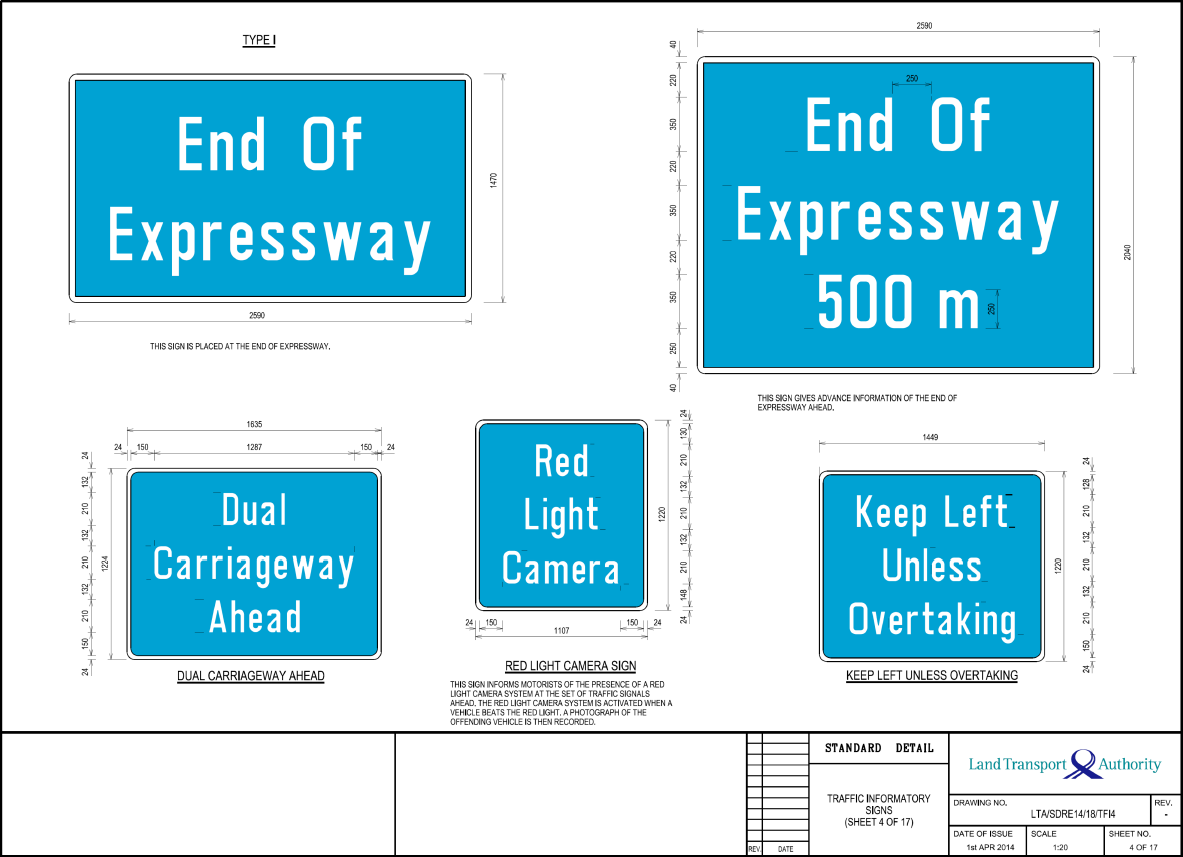 TYPE I
End Of
Expressway
1470
2590
THIS SIGN IS PLACED AT THE END OF EXPRESSWAY.
2590
40
220
350
220
350
220
350
250
40
250
End Of
Expressway
500 m
250
2040
THIS SIGN GIVES ADVANCE INFORMATION OF THE END OF
EXPRESSWAY AHEAD.
1635
24 150 1287 150 24
24
132
210
132
210
132
210
150
24
1224
Dual
Carriageway
Ahead
DUAL CARRIAGEWAY AHEAD
Red
Light
Camera
24
130
210
132
210
132
210
148
24
1220
24 150 150 24
1107
RED LIGHT CAMERA SIGN
THIS SIGN INFORMS MOTORISTS OF THE PRESENCE OF A RED
LIGHT CAMERA SYSTEM AT THE SET OF TRAFFIC SIGNALS
AHEAD. THE RED LIGHT CAMERA SYSTEM IS ACTIVATED WHEN A
VEHICLE BEATS THE RED LIGHT. A PHOTOGRAPH OF THE
OFFENDING VEHICLE IS THEN RECORDED.
1449
Keep Left
Unless
Overtaking
1220
24
128
210
132
210
132
210
150
24
KEEP LEFT UNLESS OVERTAKING
REV. DATE
STANDARD DETAIL
TRAFFIC INFORMATORY
SIGNS
(SHEET 4 OF 17)
Land Transport Authority
DRAWING NO.
LTA/SDRE14/18/TFI4
REV.
-
DATE OF ISSUE
1st APR 2014
SCALE
1:20
SHEET NO.
4 OF 17